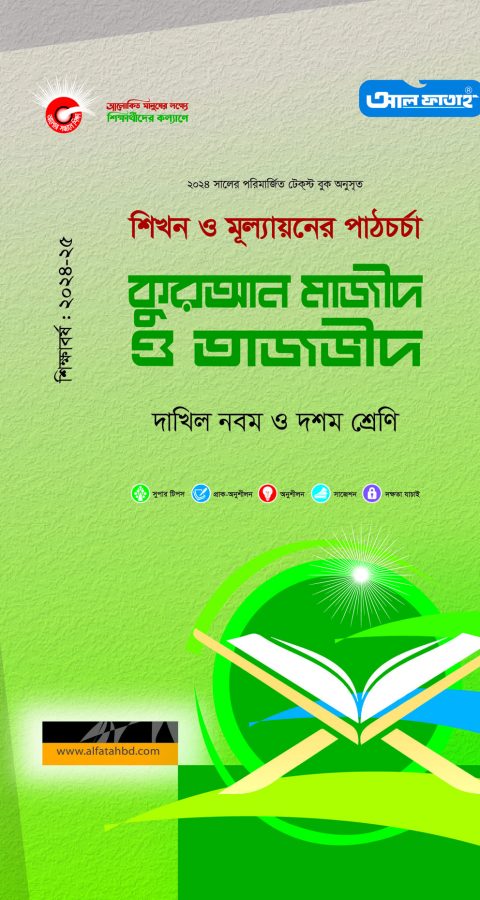 আলোকিত মানুষের লক্ষ্যে
শিক্ষার্থীদের কল্যাণে
আল ফাতাহ®
২০২৪ সালের পরিমার্জিত টেক্স্ট বুক অনুসৃত
শিখন ও মূল্যায়নের পাঠচর্চা
কুরআন মাজীদ
ও তাজভীদ
শিক্ষাবর্ষ : ২০২৪-২৫
দাখিল নবম ও দশম শ্রেণি
সুপার টিপস প্রাক-অনুশীলন অনুশীলন সাজেশন দক্ষতা যাচাই
www.alfatahbd.com